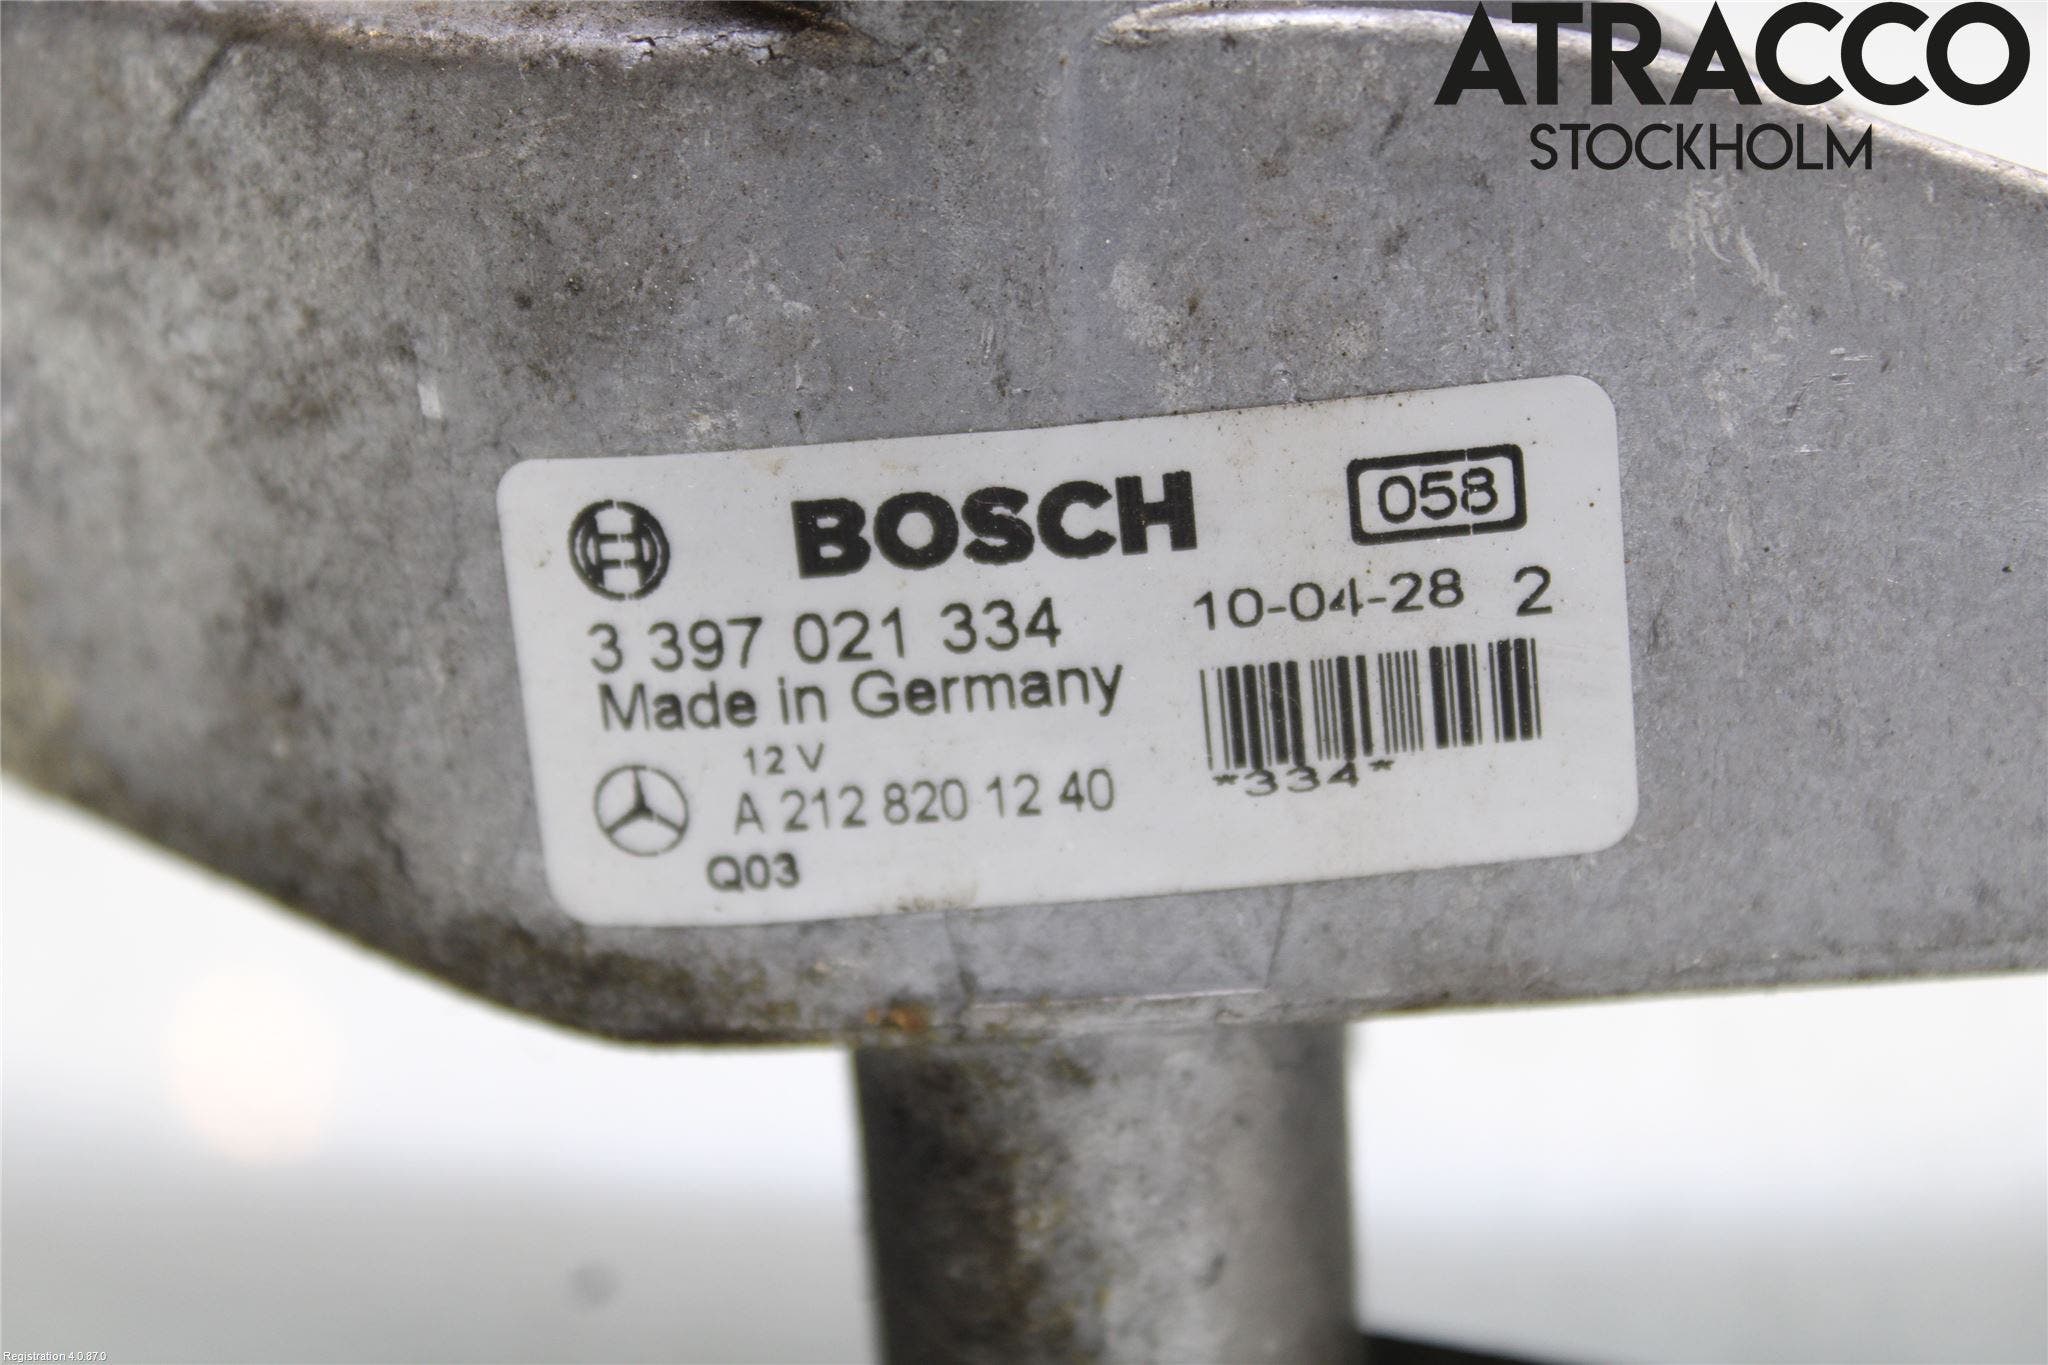 ATRACCO
STOCKHOLM
BOSCH
058
3 397 021 334
10-04-28 2
Made in Germany
12 V
A 212 820 12 40
*334*
Q03
Registration 4.0.87.0